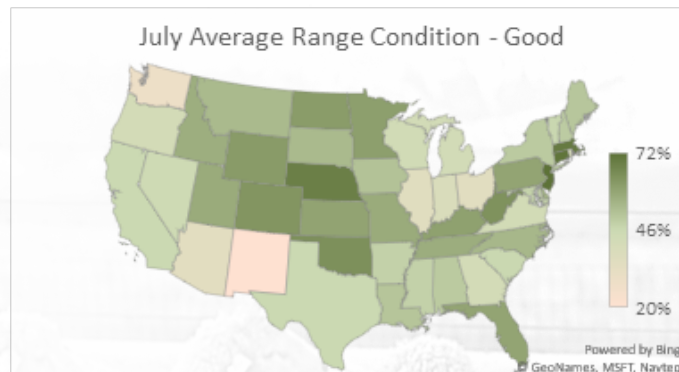 July Average Range Condition - Good
72%
46%
20%
Powered by Bing
© GeoNames, MSFT, Navteq